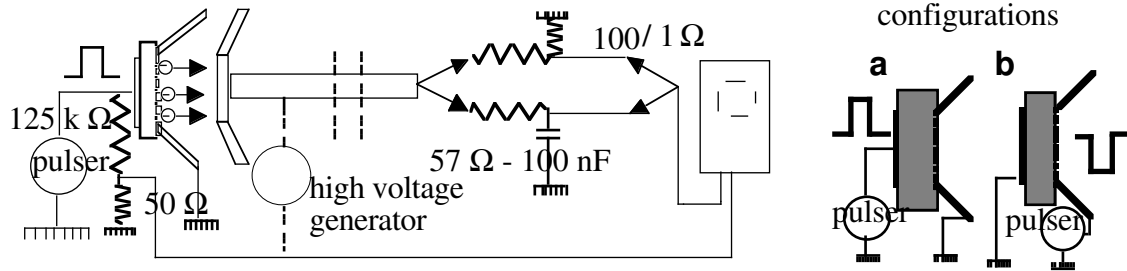 configurations
100/ 1 Ω
a
b
125 k Ω
pulser
50 Ω
57 Ω - 100 nF
high voltage
generator
pulser
pulser